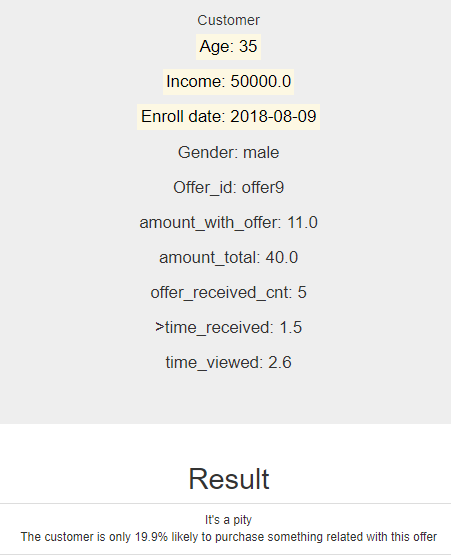 Customer
Age: 35
Income: 50000.0
Enroll date: 2018-08-09
Gender: male
Offer_id: offer9
amount_with_offer: 11.0
amount_total: 40.0
offer_received_cnt: 5
>time_received: 1.5
time_viewed: 2.6
Result
It's a pity
The customer is only 19.9% likely to purchase something related with this offer